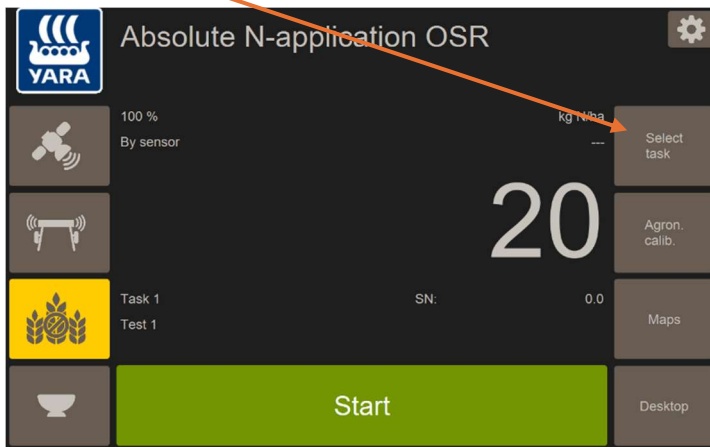 YARA
Absolute N-application OSR
100 %
kg N/ha
By sensor
---
Select
task
20
Agron.
calib.
Task 1
SN:
0.0
Test 1
Maps
Start
Desktop